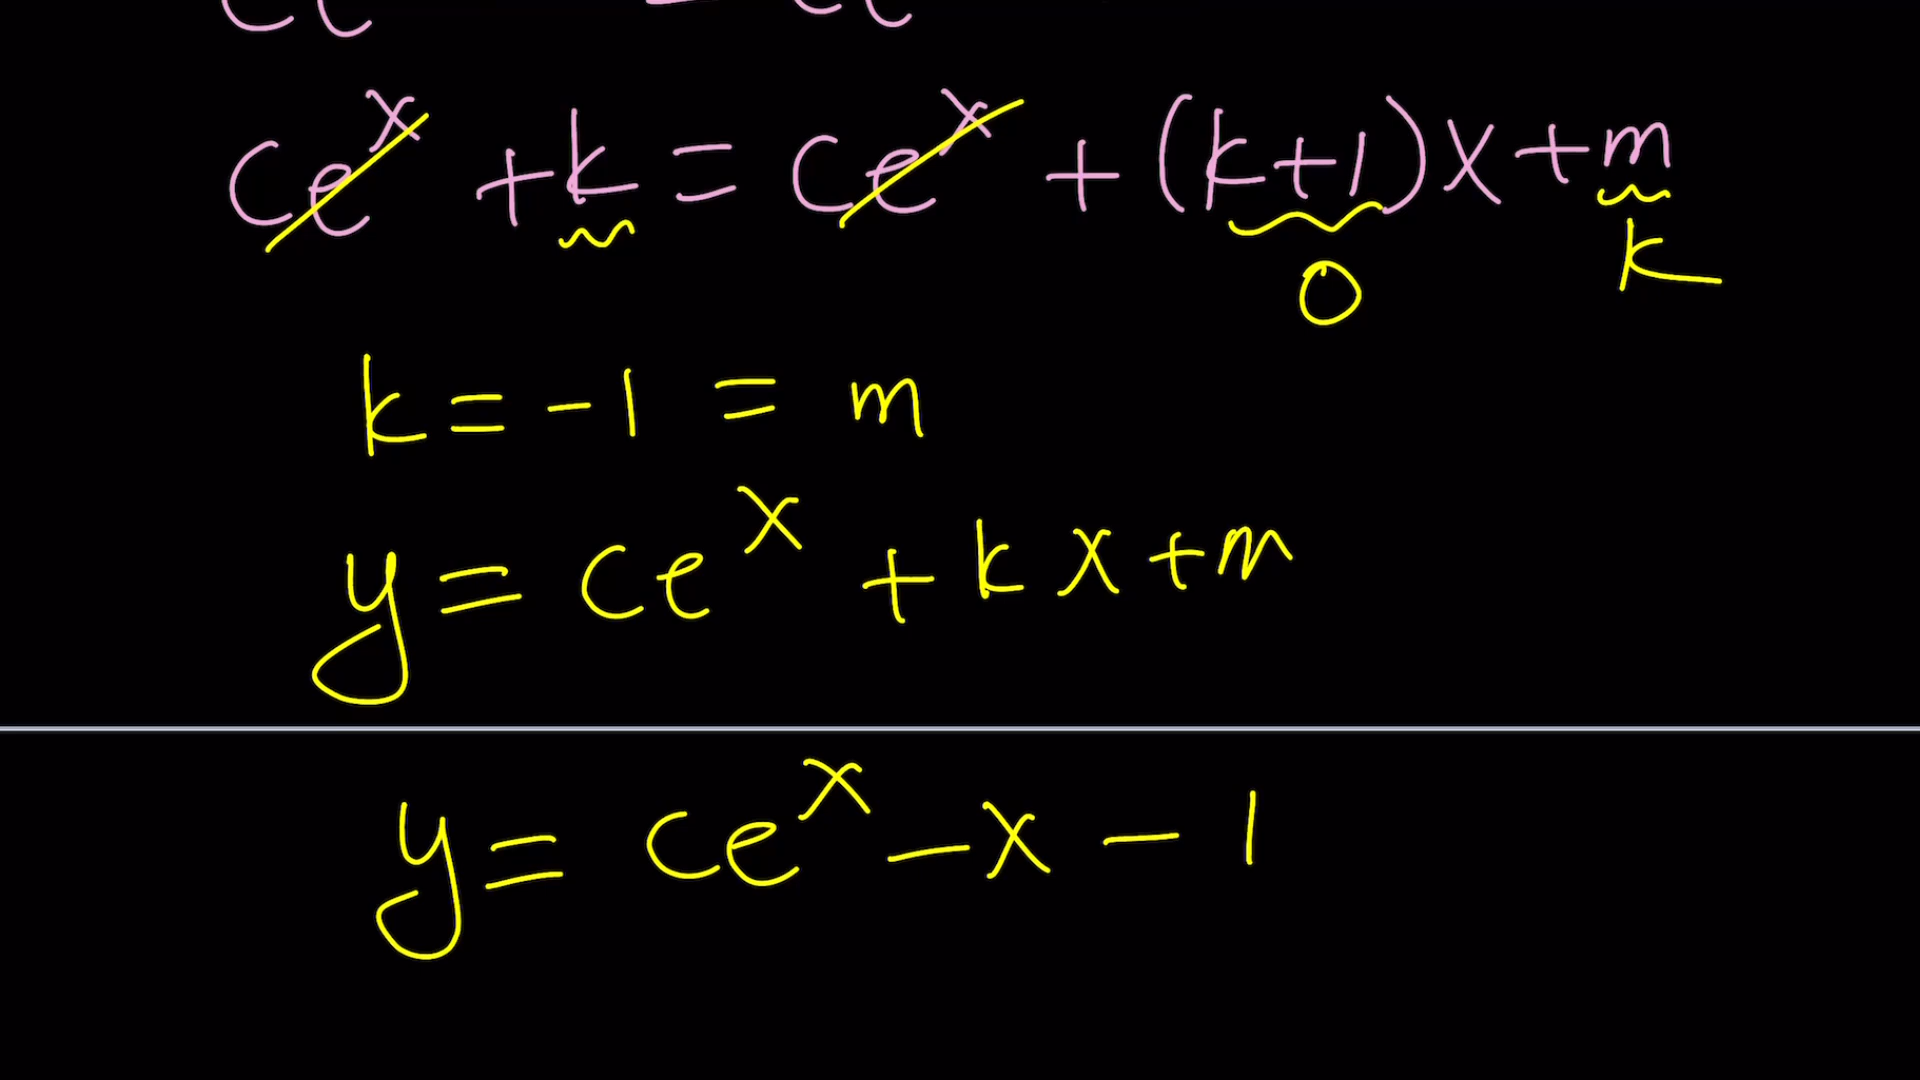 ce^x + k = ce^x + (k+1)x + m
0 k
k = -1 = m
y = ce^x + kx + m
y = ce^x - x - 1